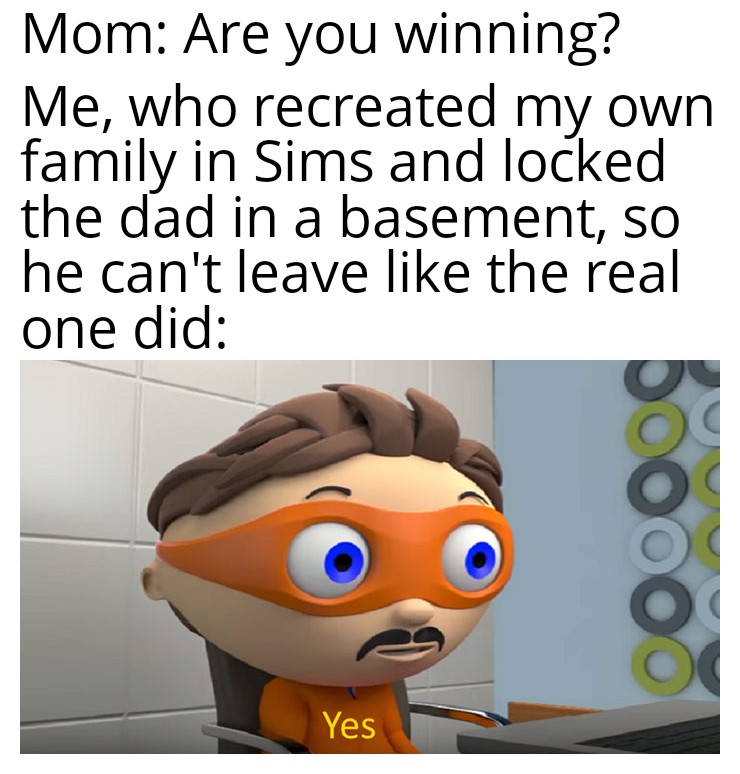 Mom: Are you winning?
Me, who recreated my own
family in Sims and locked
the dad in a basement, so
he can't leave like the real
one did:
Yes